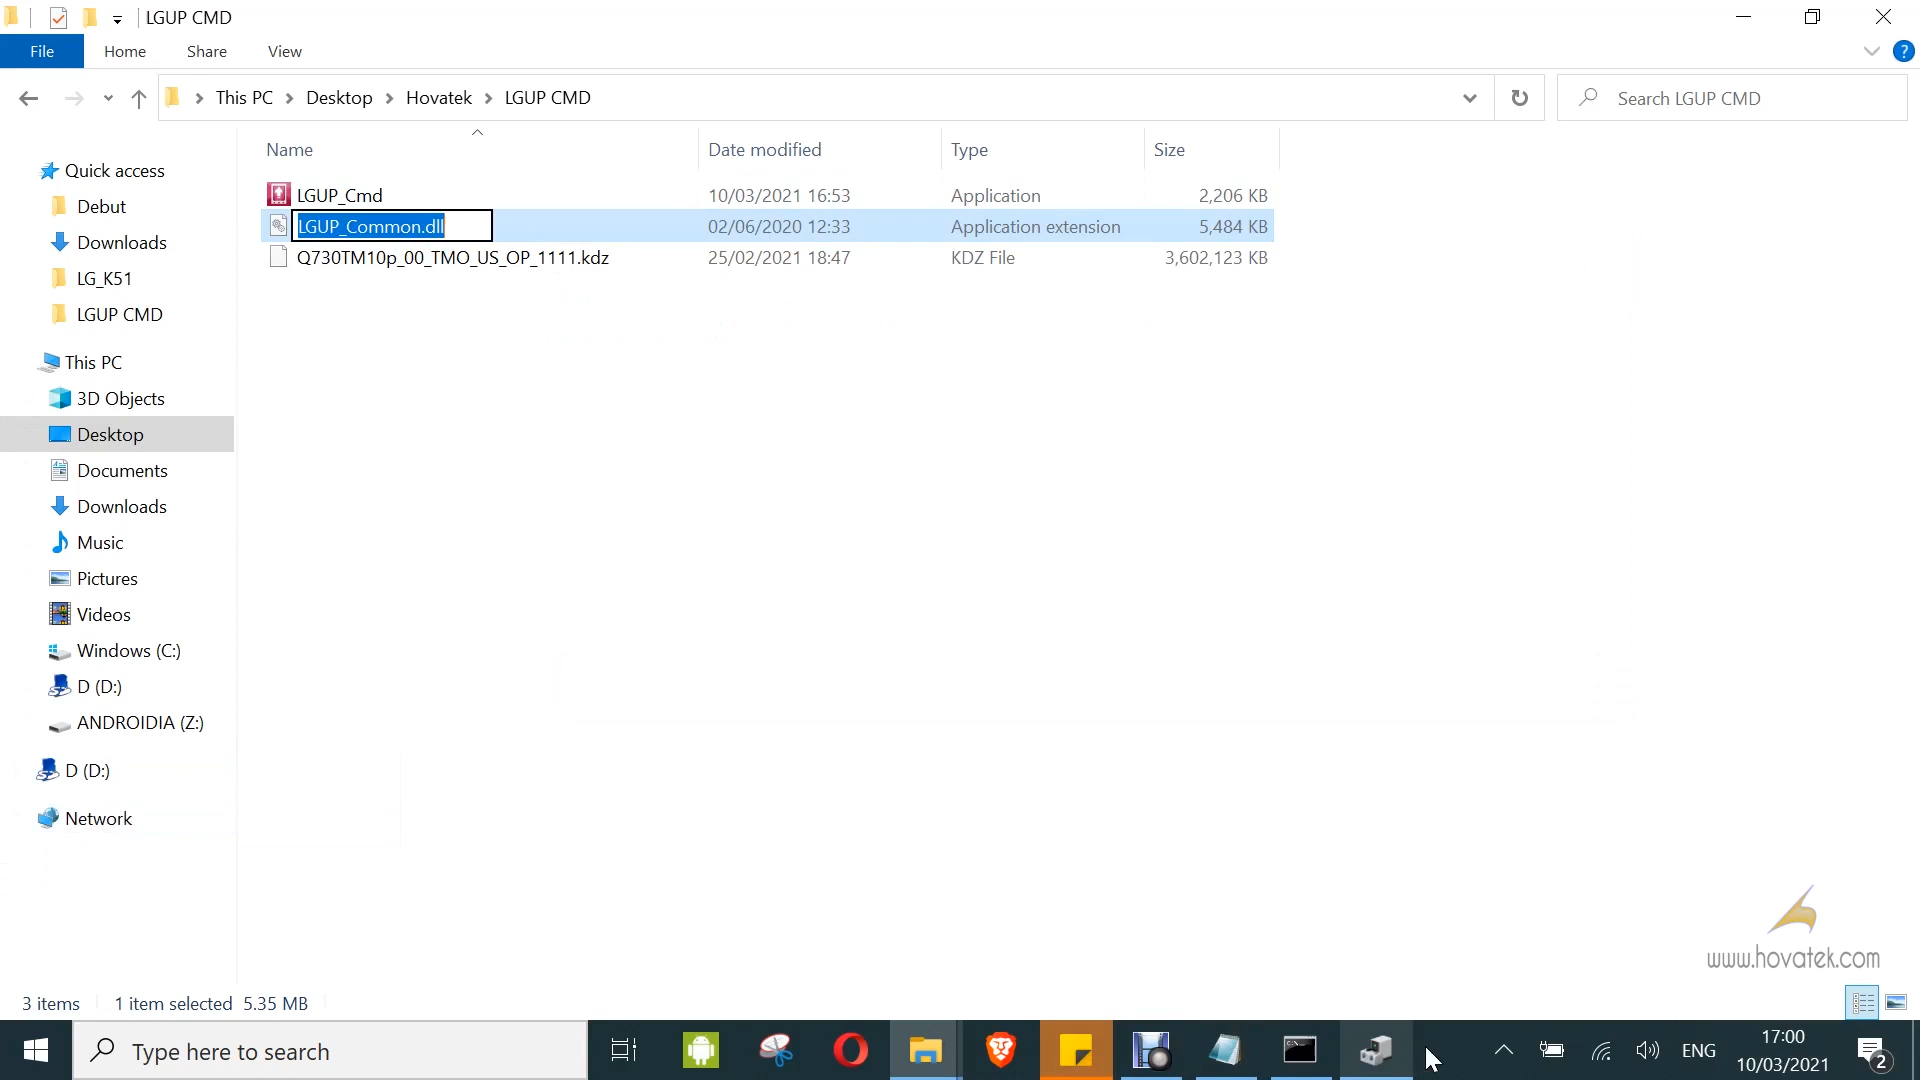 LGUP CMD
File Home Share View
This PC Desktop Hovatek LGUP CMD
Search LGUP CMD
Name Date modified Type Size
LGUP_Cmd 10/03/2021 16:53 Application 2,206 KB
LGUP_Common.dll 02/06/2020 12:33 Application extension 5,484 KB
Q730TM10p_00_TMO_US_OP_1111.kdz 25/02/2021 18:47 KDZ File 3,602,123 KB
Quick access
Debut
Downloads
LG_K51
LGUP CMD
This PC
3D Objects
Desktop
Documents
Downloads
Music
Pictures
Videos
Windows (C:)
D (D:)
ANDROIDIA (Z:)
D (D:)
Network
www.hovatek.com
3 items 1 item selected 5.35 MB
Type here to search
ENG
17:00
10/03/2021
2